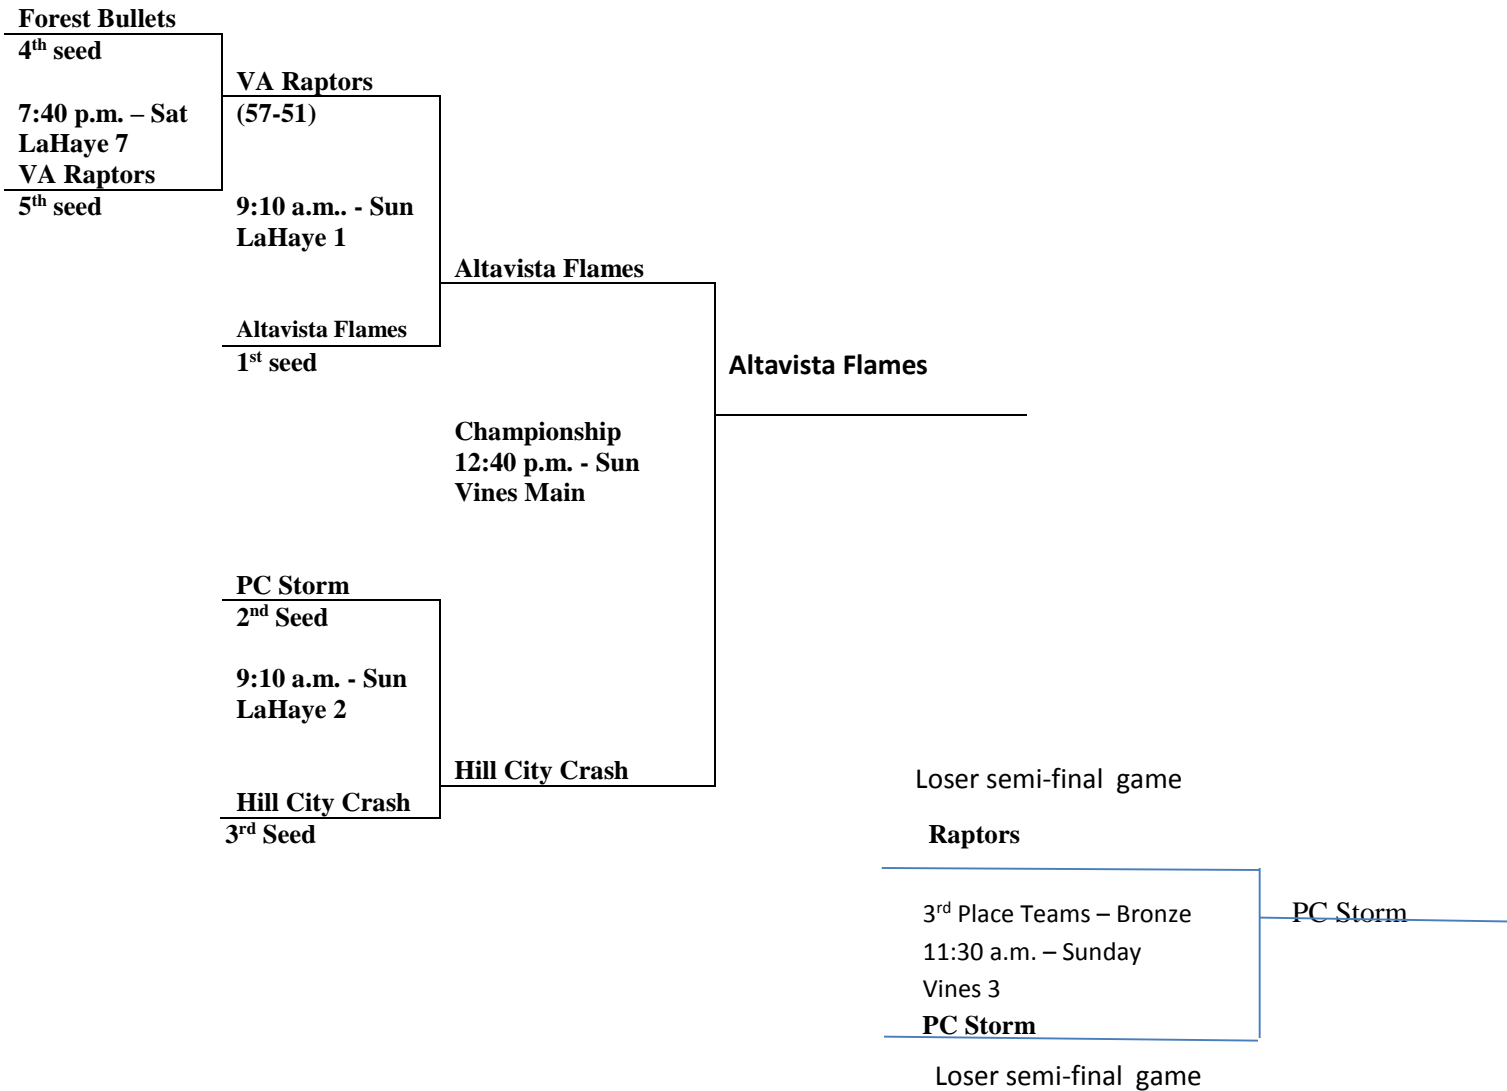 Forest Bullets
4th seed
7:40 p.m. – Sat
LaHaye 7
VA Raptors
5th seed
VA Raptors
(57-51)
9:10 a.m.. - Sun
LaHaye 1
Altavista Flames
1st seed
Altavista Flames
Championship
12:40 p.m. - Sun
Vines Main
Altavista Flames
PC Storm
2nd Seed
9:10 a.m. - Sun
LaHaye 2
Hill City Crash
3rd Seed
Hill City Crash
Loser semi-final  game
Raptors
3rd Place Teams – Bronze
11:30 a.m. – Sunday
Vines 3
PC Storm
Loser semi-final  game
PC Storm